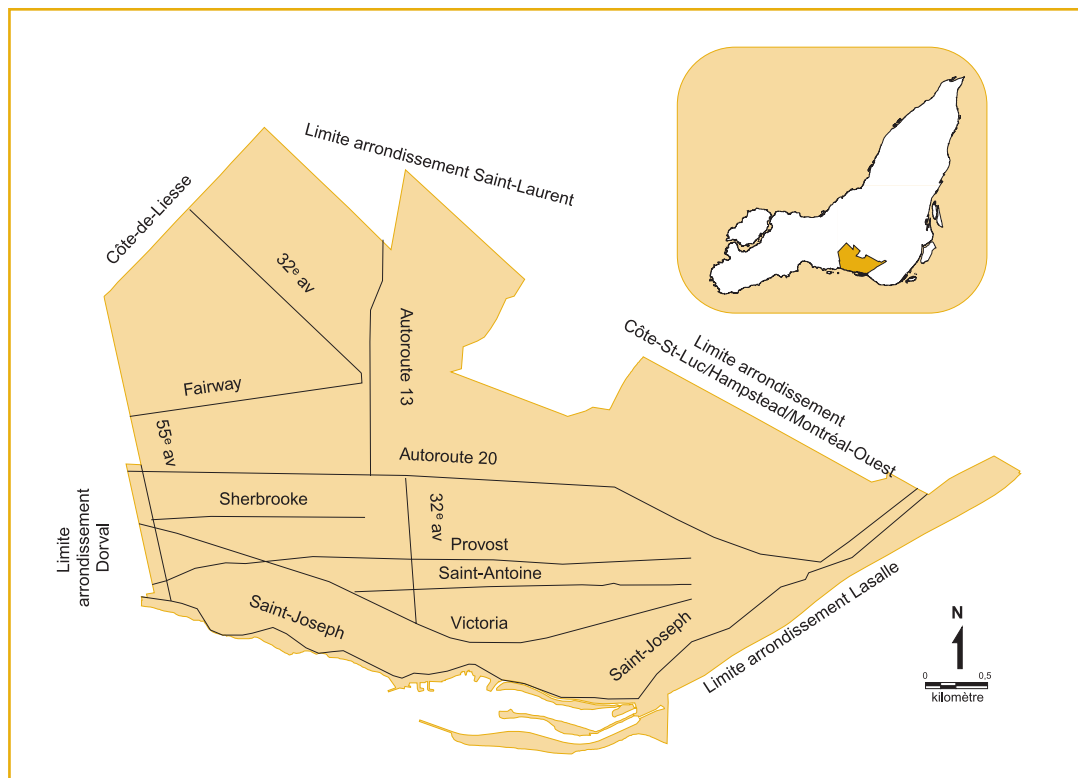 Limite arrondissement Saint-Laurent
Côte-de-Liesse
32e av
Autoroute 13
Limite arrondissement
Côte-St-Luc/Hampstead/Montréal-Ouest
Fairway
55e av
Autoroute 20
Sherbrooke
32e av
Limite
arrondissement
Dorval
Provost
Saint-Antoine
Saint-Joseph
Victoria
Saint-Joseph
Limite arrondissement Lasalle
N
0 0,5
kilomètre